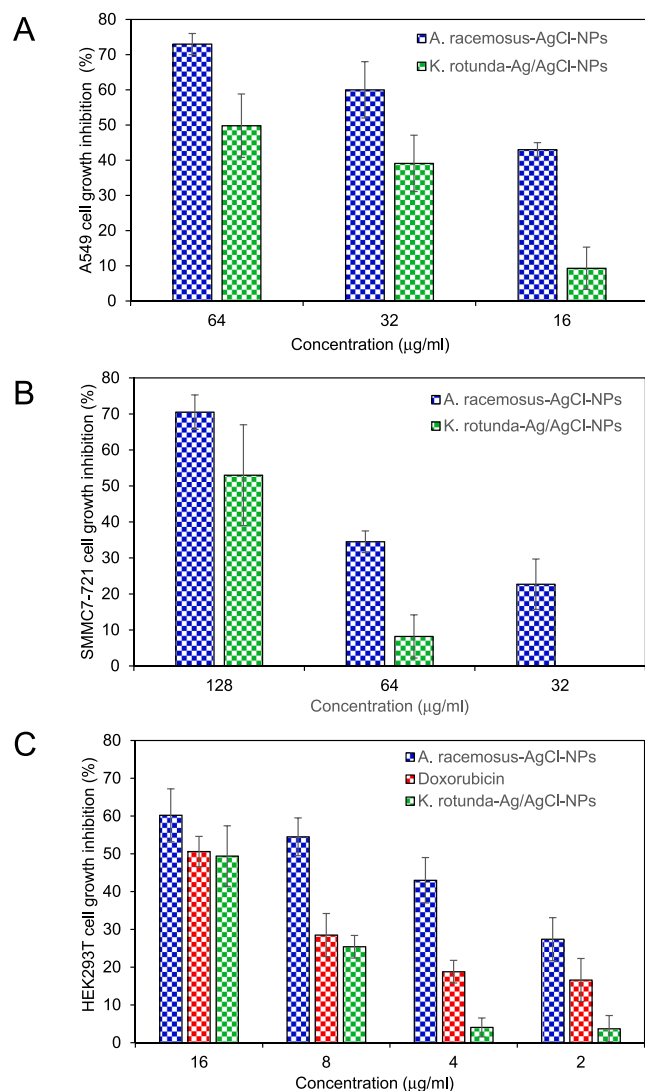 A
A549 cell growth inhibition (%)
80
70
60
50
40
30
20
10
0
A. racemosus-AgCl-NPs
K. rotunda-Ag/AgCl-NPs
64 32 16
Concentration (µg/ml)
B
SMMC7-721 cell growth inhibition (%)
80
70
60
50
40
30
20
10
0
A. racemosus-AgCl-NPs
K. rotunda-Ag/AgCl-NPs
128 64 32
Concentration (µg/ml)
C
HEK293T cell growth inhibition (%)
80
70
60
50
40
30
20
10
0
A. racemosus-AgCl-NPs
Doxorubicin
K. rotunda-Ag/AgCl-NPs
16 8 4 2
Concentration (µg/ml)